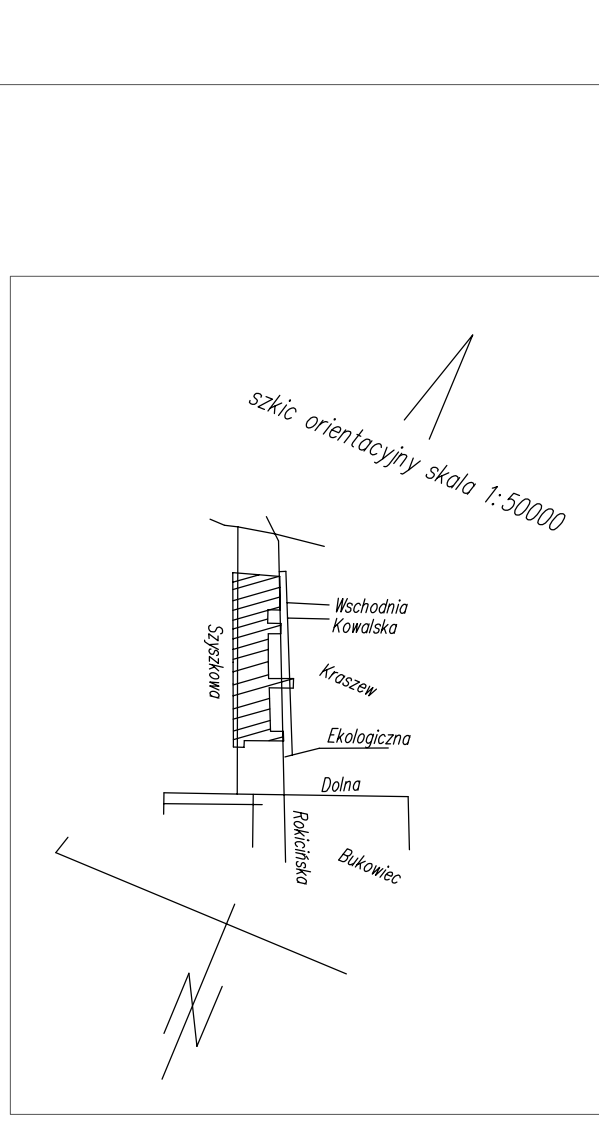 szkic orientacyjny skala 1:50000
Wschodnia
Kowalska
Szyszkowa
Kraszew
Ekologiczna
Dolna
Rokicińska
Bukowiec
N